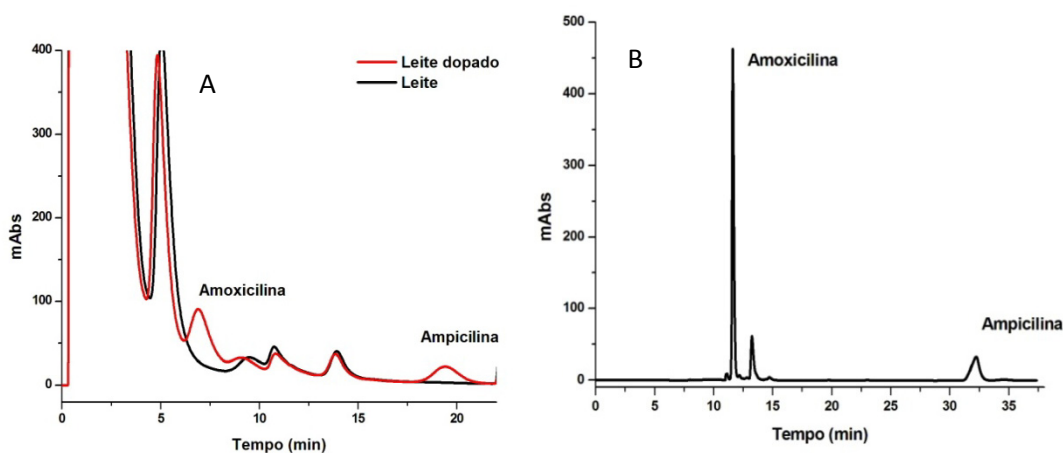 A
Leite dopado
Leite
400
300
200
100
0
mAbs
Amoxicilina
Ampicilina
0 5 10 15 20
Tempo (min)
B
500
400
300
200
100
0
mAbs
Amoxicilina
Ampicilina
0 5 10 15 20 25 30 35
Tempo (min)